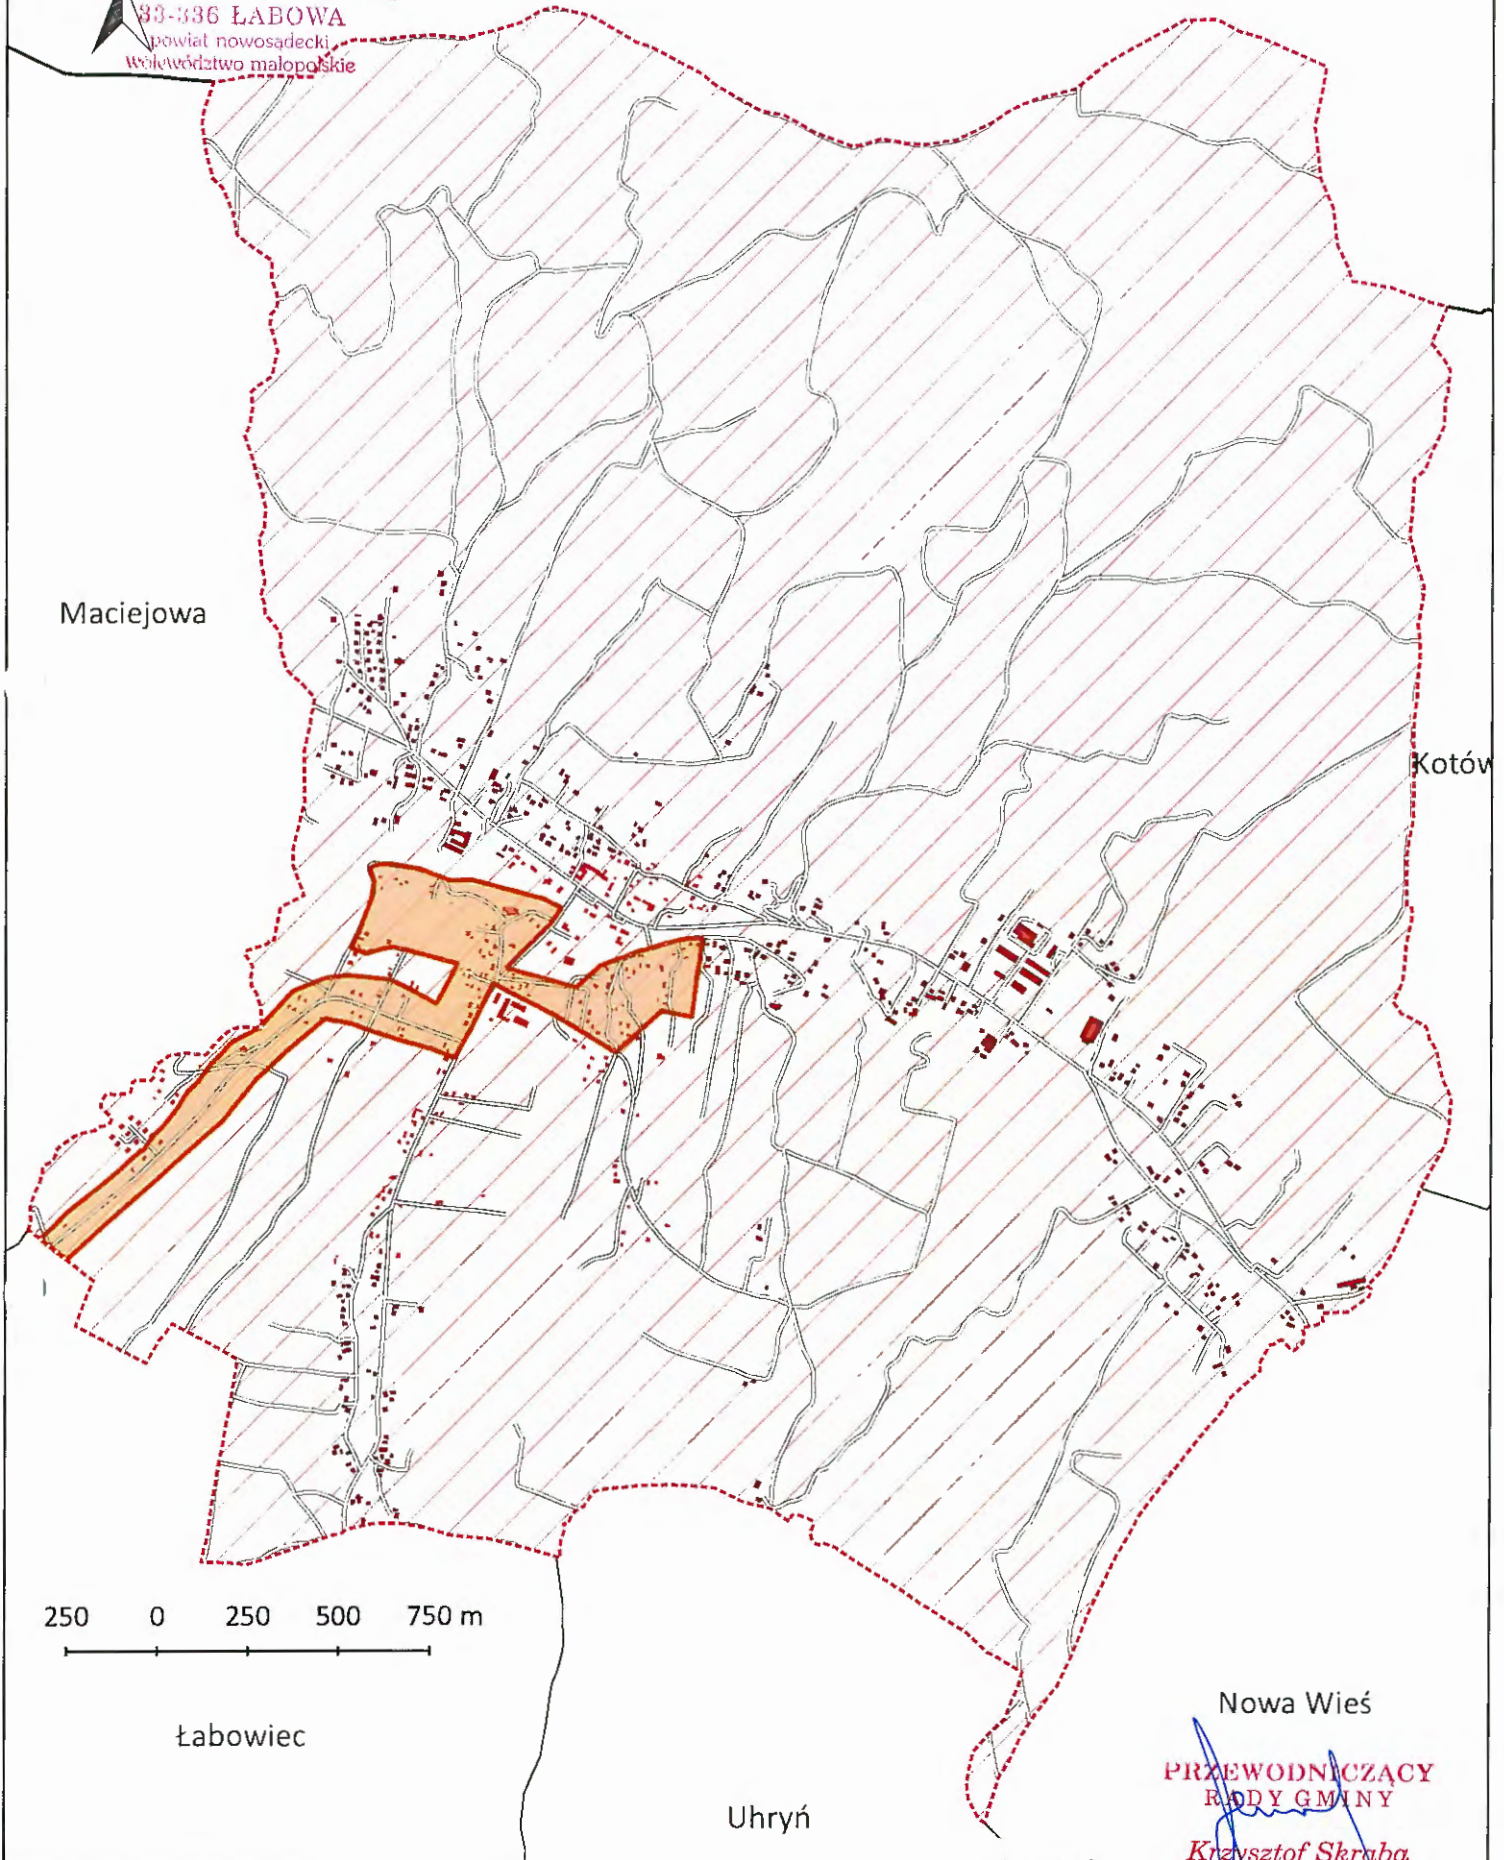 33-336 ŁABOWA
powiat nowosądecki
województwo małopolskie
Maciejowa
Kotów
250 0 250 500 750 m
Łabowiec
Nowa Wieś
Uhryń
PRZEWODNICZĄCY
RADY GMINY
Krzysztof Skraba